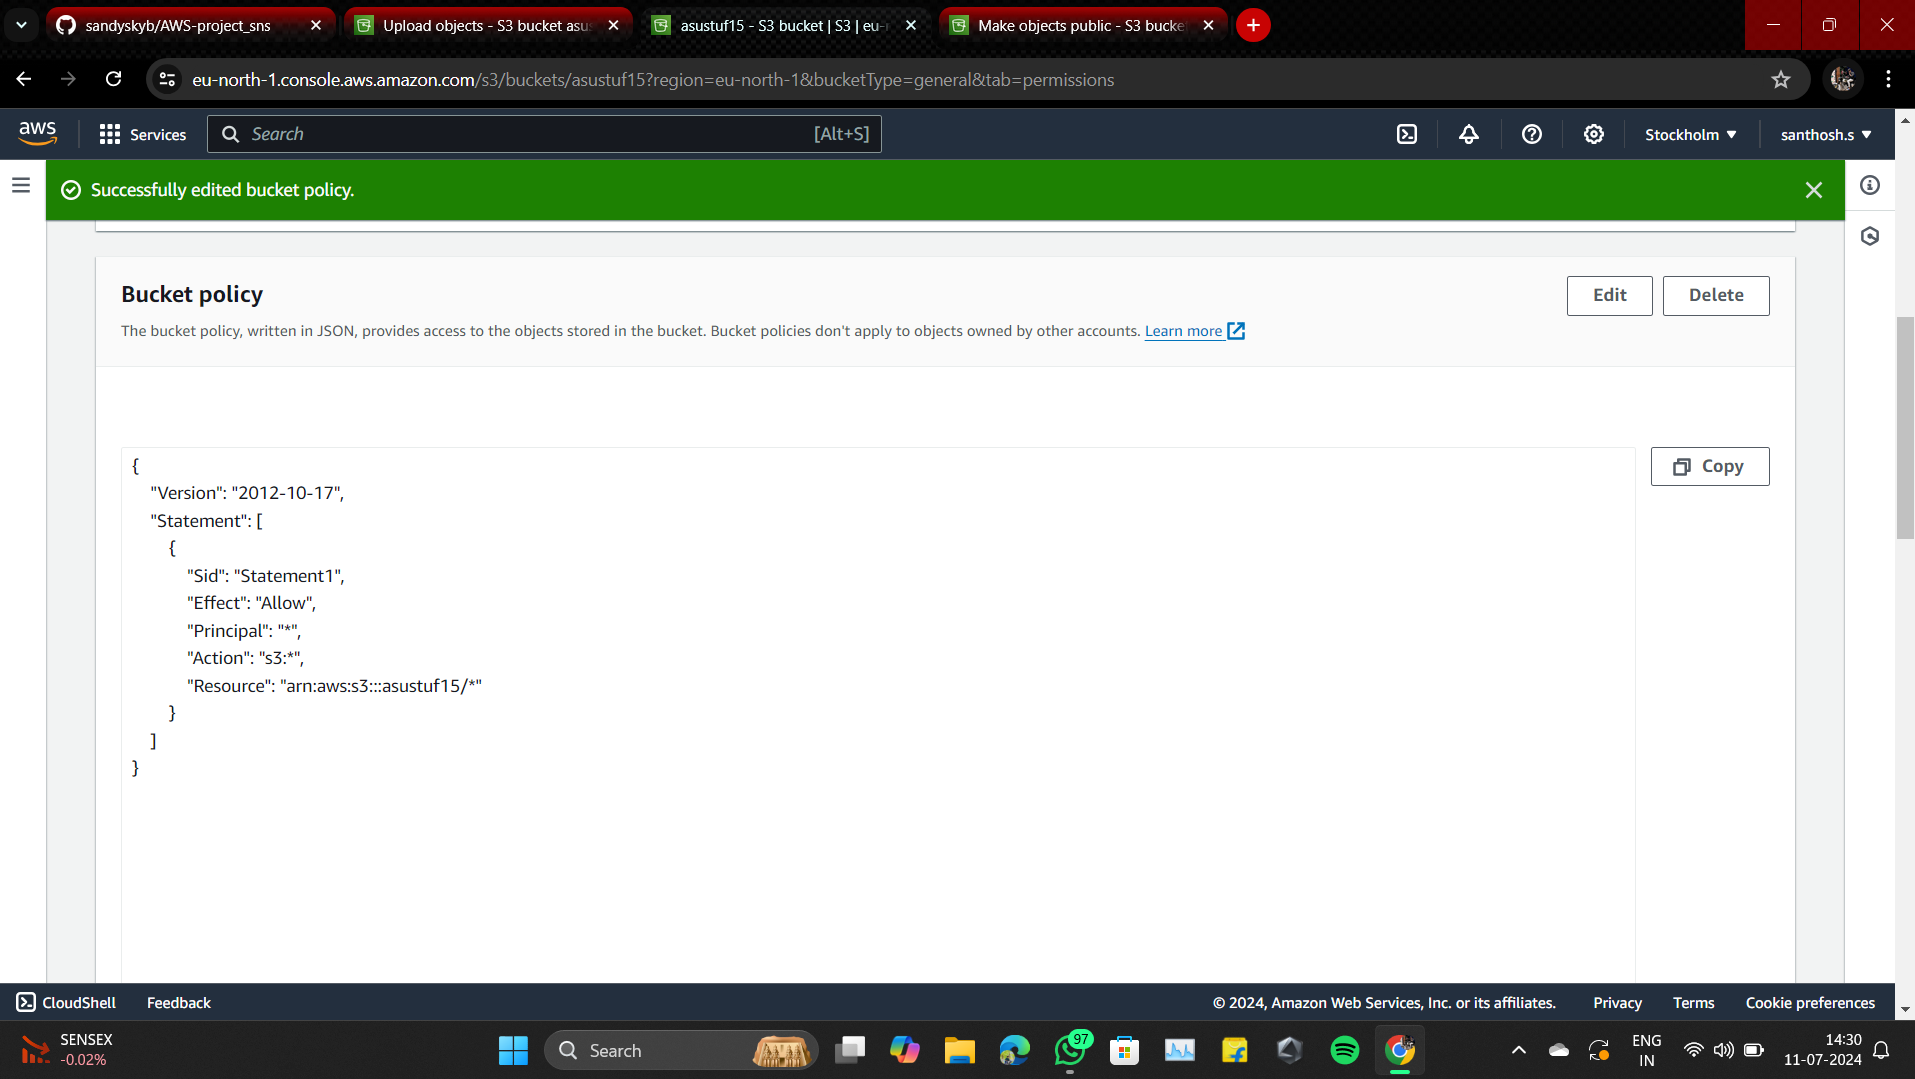 sandyskyb/AWS-project_sns
Upload objects - S3 bucket asu
asustuf15 - S3 bucket | S3 | eu-
Make objects public - S3 bucke
eu-north-1.console.aws.amazon.com/s3/buckets/asustuf15?region=eu-north-1&bucketType=general&tab=permissions
aws
Services
Search
[Alt+S]
Stockholm
santhosh.s
Successfully edited bucket policy.
Bucket policy
Edit
Delete
The bucket policy, written in JSON, provides access to the objects stored in the bucket. Bucket policies don't apply to objects owned by other accounts. Learn more
Copy
{
"Version": "2012-10-17",
"Statement": [
{
"Sid": "Statement1",
"Effect": "Allow",
"Principal": "*",
"Action": "s3:*",
"Resource": "arn:aws:s3:::asustuf15/*"
}
]
}
CloudShell
Feedback
© 2024, Amazon Web Services, Inc. or its affiliates.
Privacy
Terms
Cookie preferences
SENSEX
-0.02%
Search
97
ENG
IN
14:30
11-07-2024